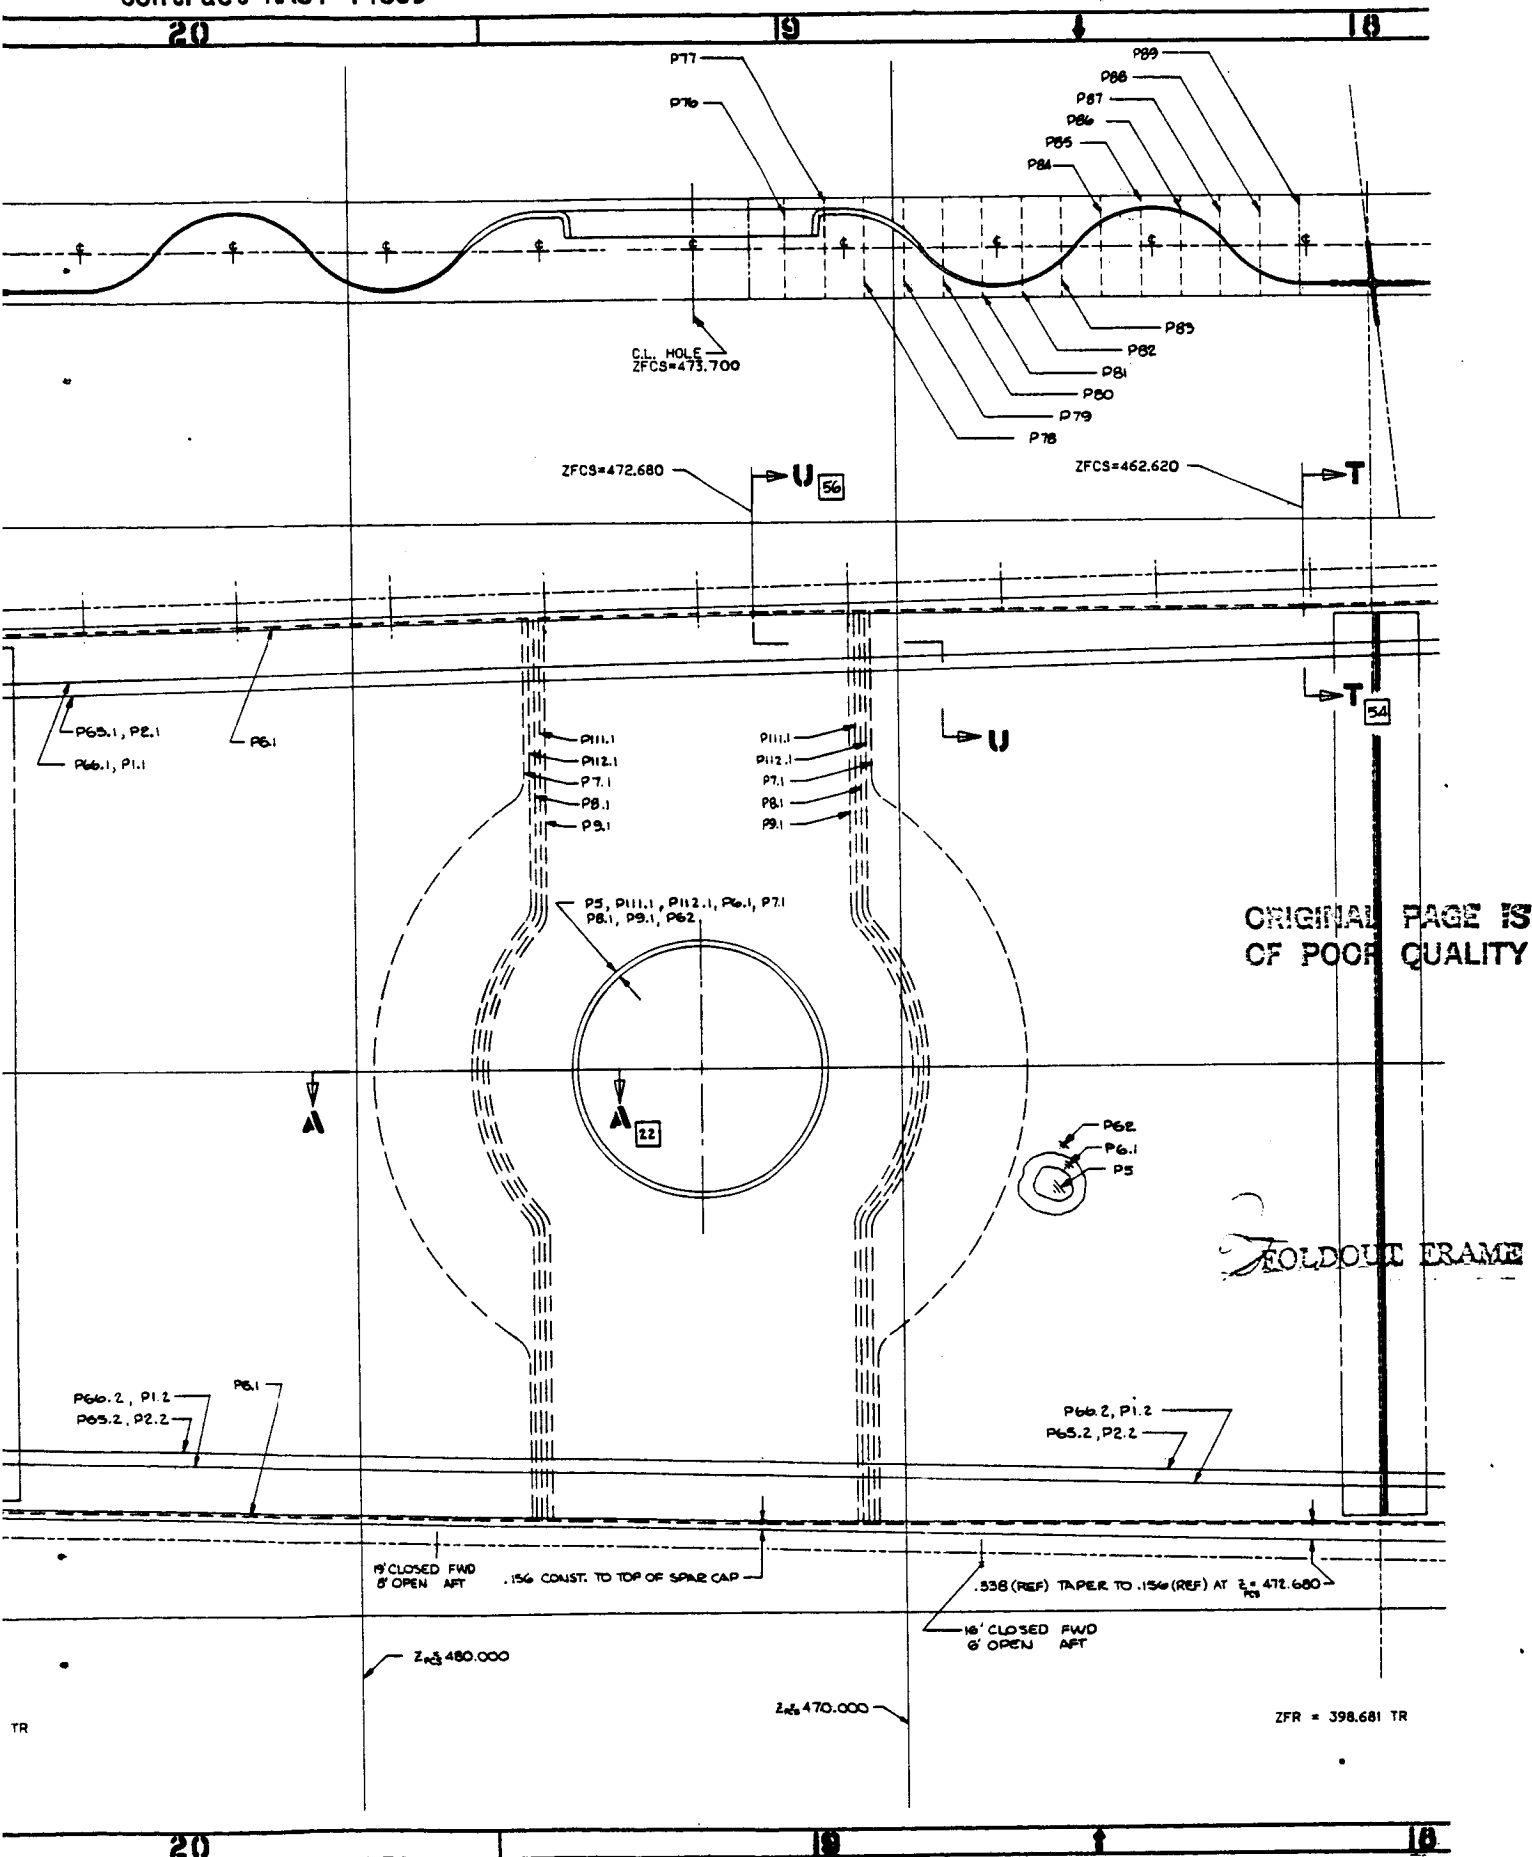 20
19
18
P77
P76
P89
P88
P87
P86
P85
P84
℄ ℄ ℄ ℄ ℄ ℄ ℄ ℄ ℄
P83
P82
P81
P80
P79
P78
C.L. HOLE
ZFCS=473.700
ZFCS=472.680
U 56
ZFCS=462.620
T
P65.1, P2.1
P66.1, P1.1
P6.1
P111.1
P112.1
P7.1
P8.1
P9.1
P111.1
P112.1
P7.1
P8.1
P9.1
U
T 54
P5, P111.1, P112.1, P6.1, P7.1
P8.1, P9.1, P62
ORIGINAL PAGE IS
OF POOR QUALITY
A
A 22
P62
P6.1
P5
FOLDOUT FRAME
P66.2, P1.2
P65.2, P2.2
P6.1
P66.2, P1.2
P65.2, P2.2
CLOSED FWD
OPEN AFT
.156 CONST. TO TOP OF SPAR CAP
.338 (REF) TAPER TO .156 (REF) AT Z FCS = 472.680
16' CLOSED FWD
6' OPEN AFT
Z FCS = 480.000
Z FCS = 470.000
TR
ZFR = 398.681 TR
20
19
18